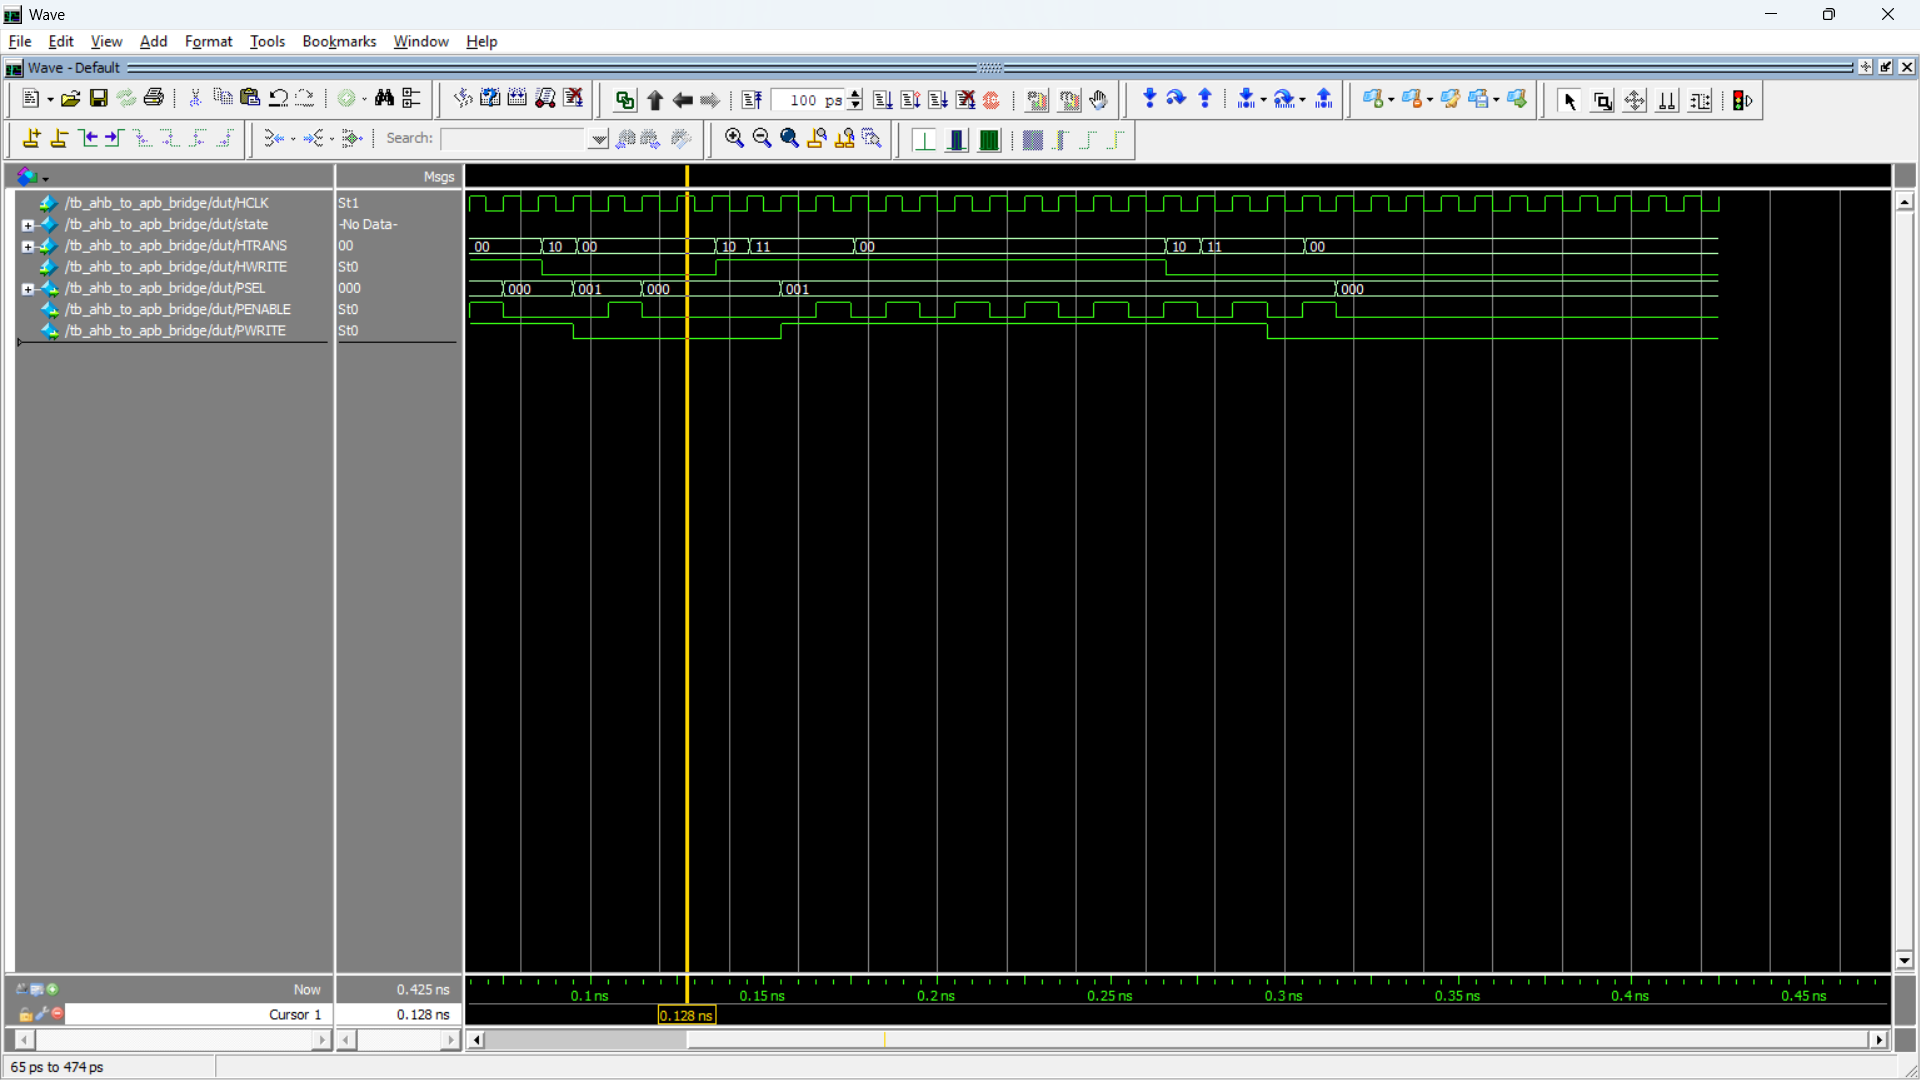 Wave
File Edit View Add Format Tools Bookmarks Window Help
Wave - Default
100 ps
Search:
Msgs
/tb_ahb_to_apb_bridge/dut/HCLK St1
/tb_ahb_to_apb_bridge/dut/state -No Data-
/tb_ahb_to_apb_bridge/dut/HTRANS 00 00 10 00 10 11 00 10 11 00
/tb_ahb_to_apb_bridge/dut/HWRITE St0
/tb_ahb_to_apb_bridge/dut/PSEL 000 000 001 000 001 000
/tb_ahb_to_apb_bridge/dut/PENABLE St0
/tb_ahb_to_apb_bridge/dut/PWRITE St0
Now 0.425 ns 0.1 ns 0.15 ns 0.2 ns 0.25 ns 0.3 ns 0.35 ns 0.4 ns 0.45 ns
Cursor 1 0.128 ns 0.128 ns
65 ps to 474 ps